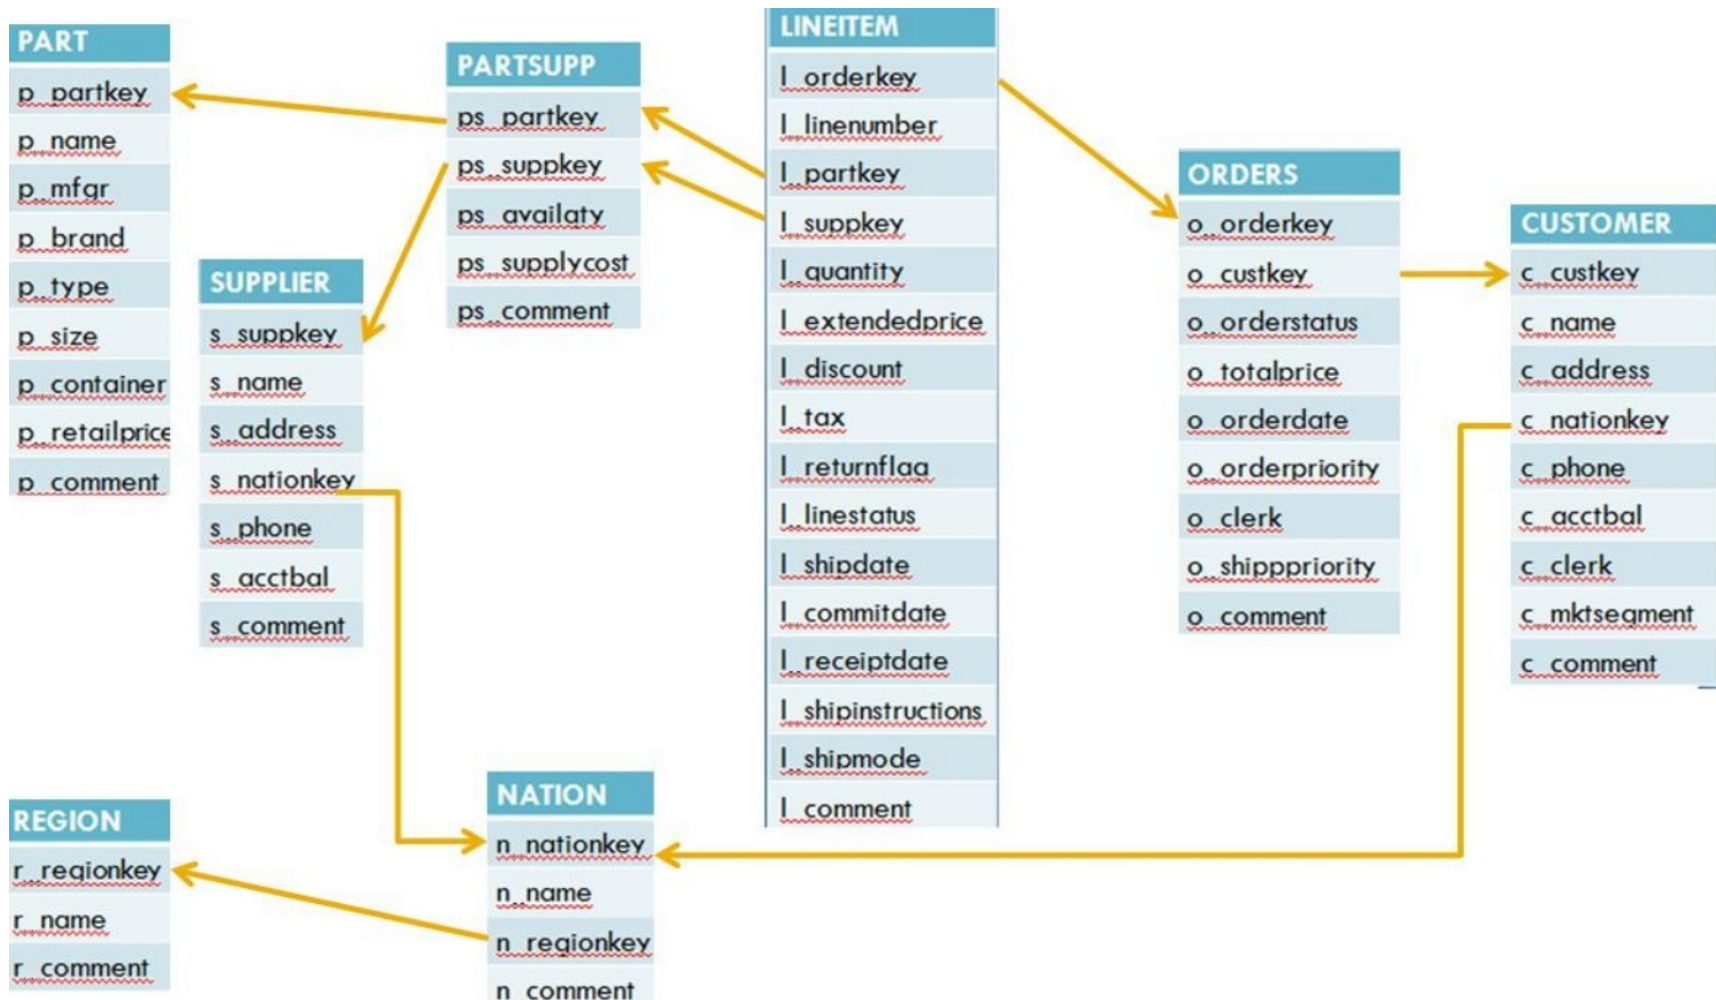 PART
p_partkey
p_name
p_mfgr
p_brand
p_type
p_size
p_container
p_retailprice
p_comment
SUPPLIER
s_suppkey
s_name
s_address
s_nationkey
s_phone
s_acctbal
s_comment
PARTSUPP
ps_partkey
ps_suppkey
ps_availqty
ps_supplycost
ps_comment
LINEITEM
l_orderkey
l_linenumber
l_partkey
l_suppkey
l_quantity
l_extendedprice
l_discount
l_tax
l_returnflag
l_linestatus
l_shipdate
l_commitdate
l_receiptdate
l_shipinstructions
l_shipmode
l_comment
ORDERS
o_orderkey
o_custkey
o_orderstatus
o_totalprice
o_orderdate
o_orderpriority
o_clerk
o_shipppriority
o_comment
CUSTOMER
c_custkey
c_name
c_address
c_nationkey
c_phone
c_acctbal
c_clerk
c_mktsegment
c_comment
REGION
r_regionkey
r_name
r_comment
NATION
n_nationkey
n_name
n_regionkey
n_comment